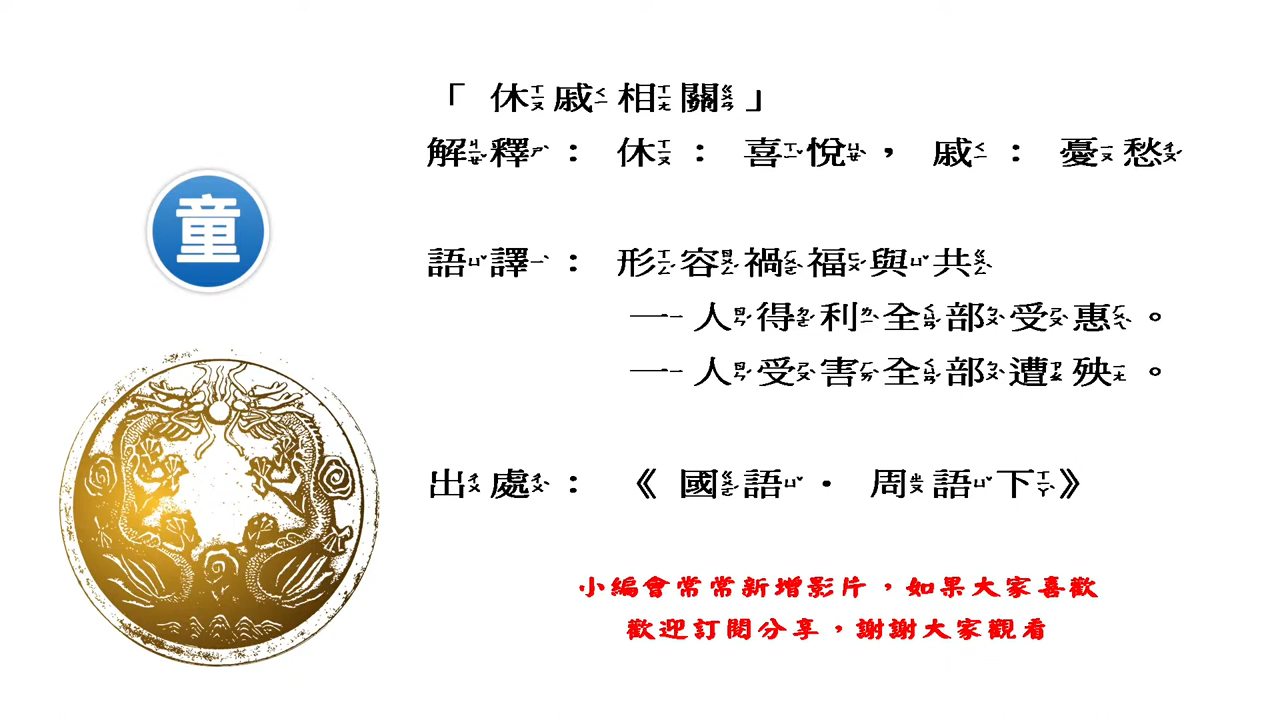 童
「休戚相關」
解釋：休：喜悅，戚：憂愁
語譯：形容禍福與共
一人得利全部受惠。
一人受害全部遭殃。
出處：《國語．周語下》
小編會常常新增影片，如果大家喜歡
歡迎訂閱分享，謝謝大家觀看